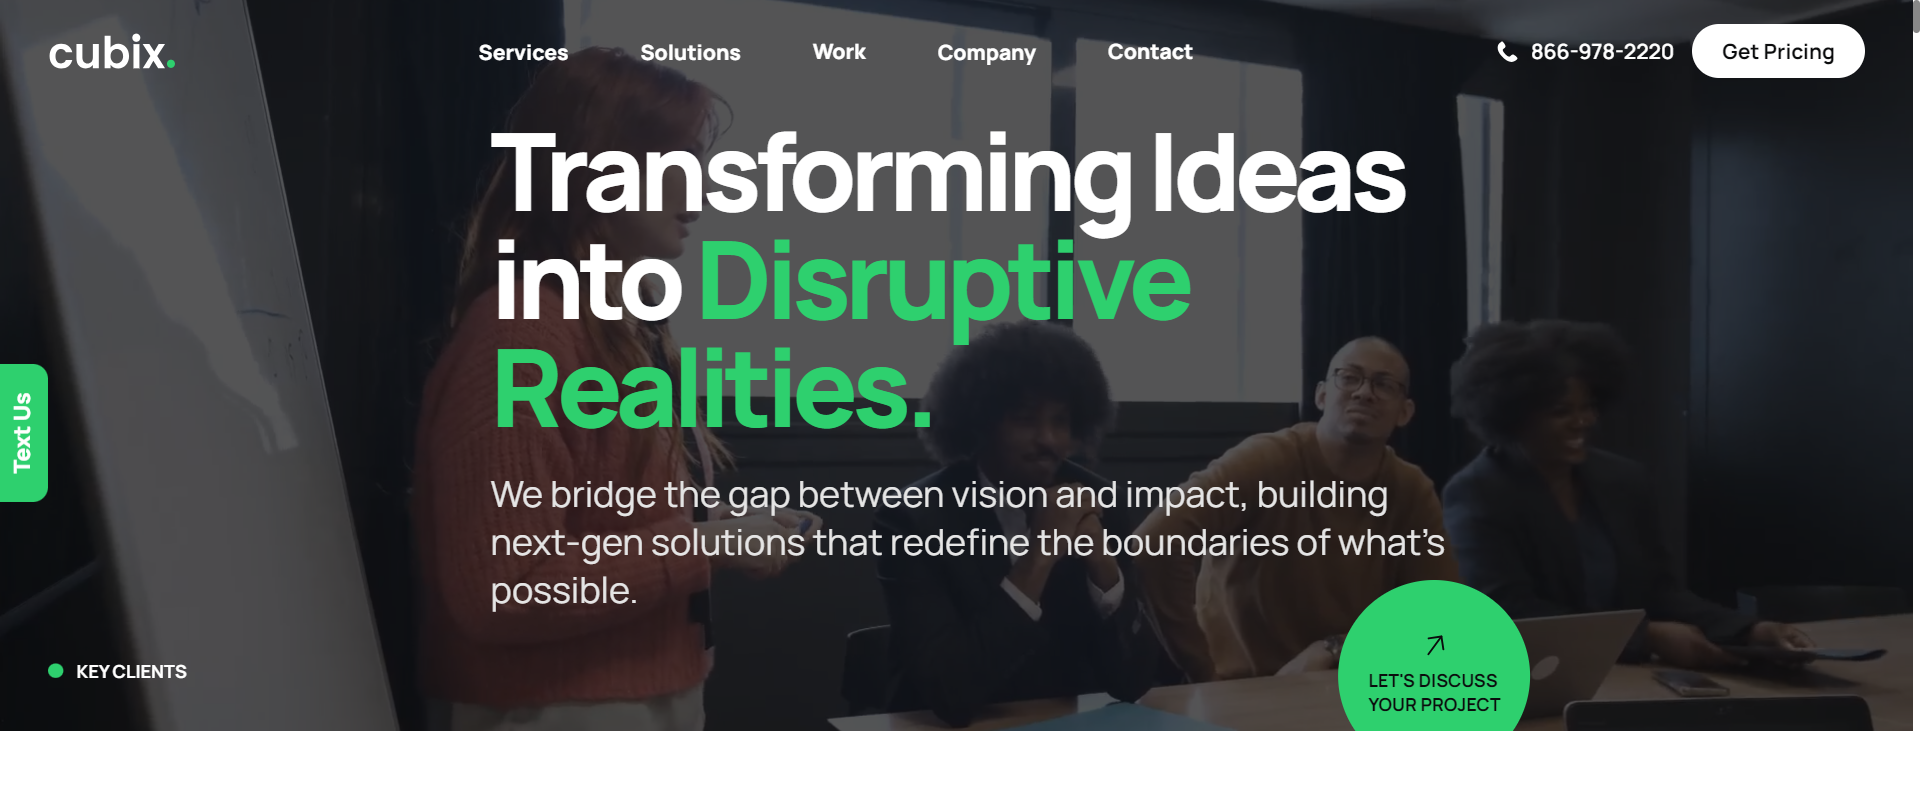 cubix.
Services
Solutions
Work
Company
Contact
866-978-2220
Get Pricing
Transforming Ideas
into Disruptive
Realities.
We bridge the gap between vision and impact, building
next-gen solutions that redefine the boundaries of what's
possible.
Text Us
KEY CLIENTS
LET'S DISCUSS
YOUR PROJECT